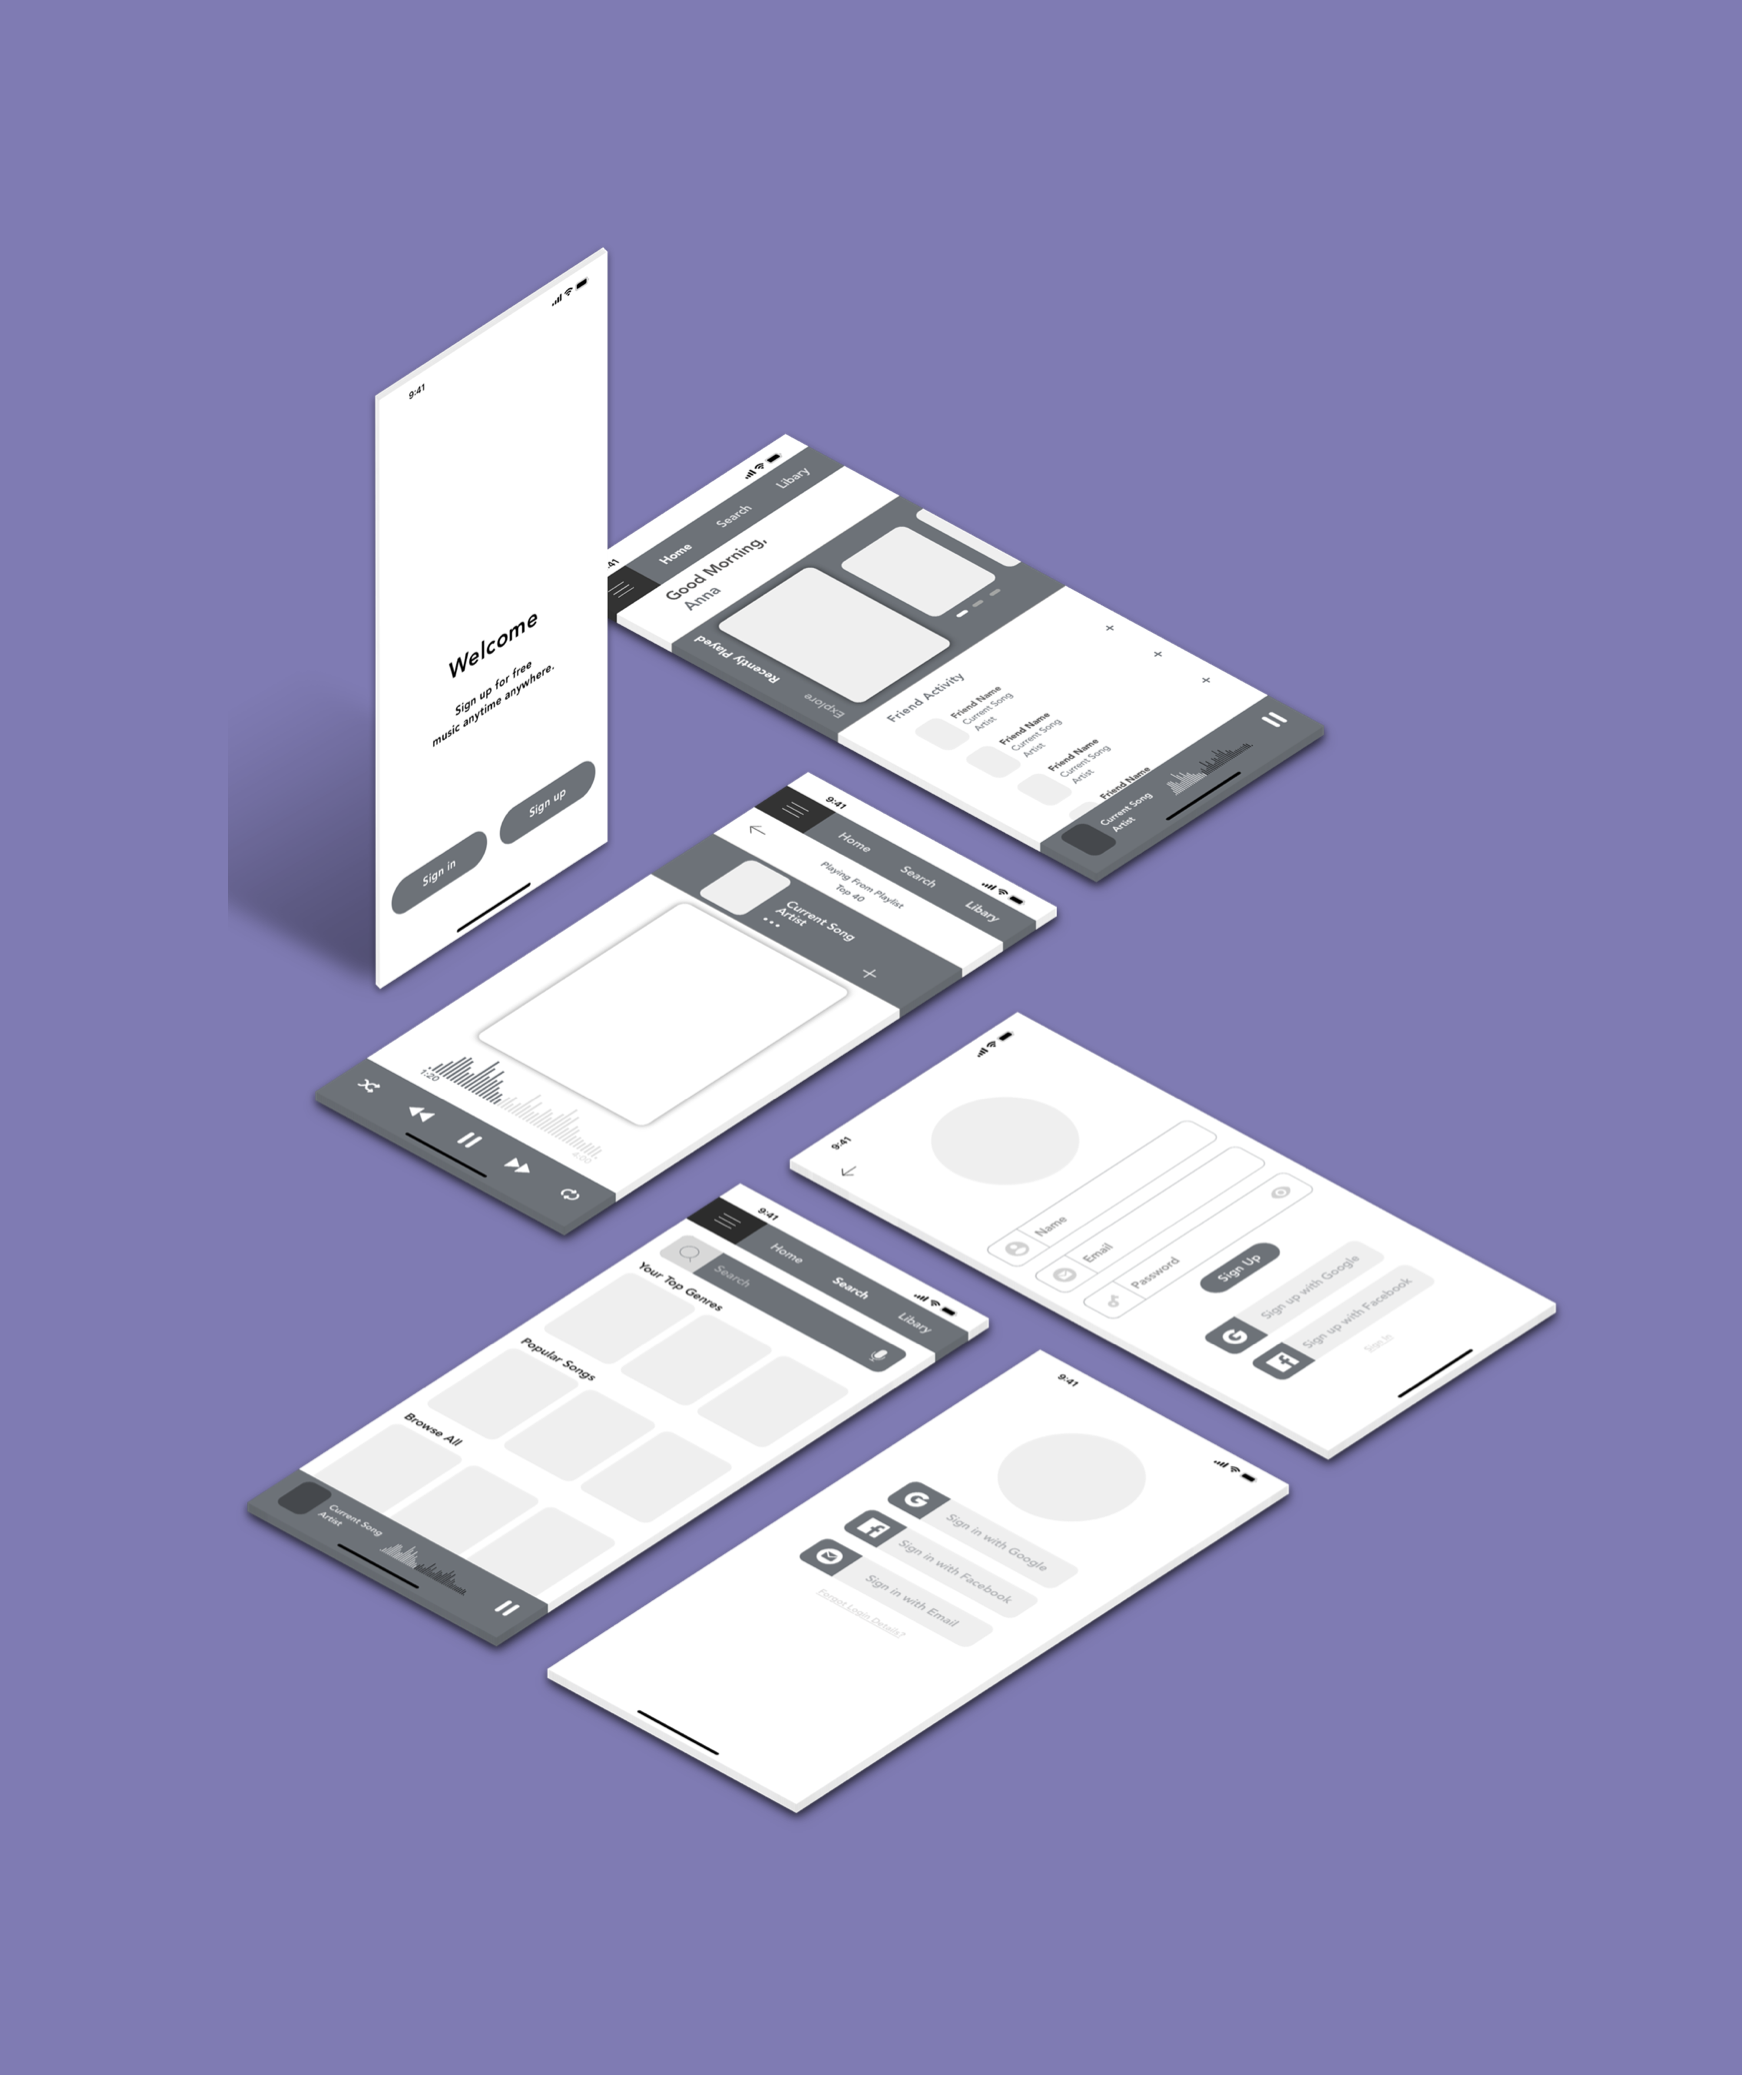 9:41
Welcome
Sign up for free
music anytime anywhere.
Sign in
Sign up
:41
Home
Search
Libary
Good Morning,
Anna
Recently Played
Explore
Friend Activity
Friend Name
Current Song
Artist
Friend Name
Current Song
Artist
Friend Name
Current Song
Artist
Friend Name
Current Song
Artist
9:41
Home
Search
Libary
Playing From Playlist
Top 40
Current Song
Artist
1:20
4:00
9:41
Name
Email
Password
Sign Up
G
Sign up with Google
f
Sign up with Facebook
Sign in
9:41
Home
Search
Libary
Search
Your Top Genres
Popular Songs
Browse All
Current Song
Artist
9:41
G
Sign in with Google
f
Sign in with Facebook
Sign in with Email
Forgot Login Details?